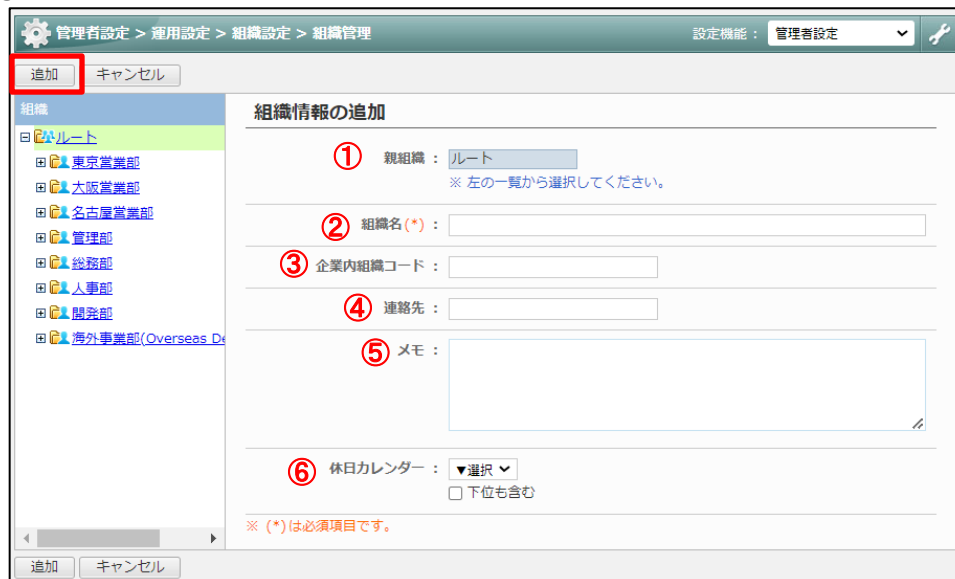 管理者設定 > 運用設定 > 組織設定 > 組織管理
設定機能： 管理者設定
追加 キャンセル
組織
ルート
東京営業部
大阪営業部
名古屋営業部
管理部
総務部
人事部
開発部
海外事業部(Overseas De
組織情報の追加
① 親組織： ルート
※ 左の一覧から選択してください。
② 組織名(*)：
③ 企業内組織コード：
④ 連絡先：
⑤ メモ：
⑥ 休日カレンダー： ▼選択
下位も含む
※ (*)は必須項目です。
追加 キャンセル